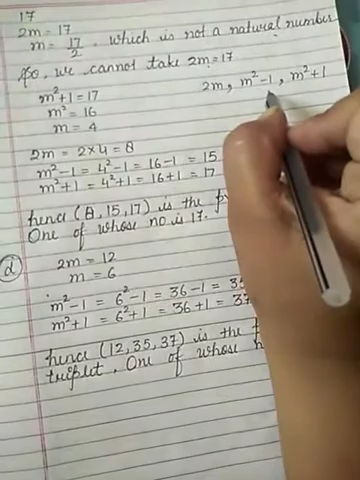 17
2m = 17
m = 17/2. which is not a natural number
So, we cannot take 2m = 17
m²+1 = 17
m² = 16
m = 4
2m, m²-1, m²+1
2m = 2×4 = 8
m²-1 = 4²-1 = 16-1 = 15
m²+1 = 4²+1 = 16+1 = 17
hence (8, 15, 17) is the
One of whose no is 17.
d
2m = 12
m = 6
m²-1 = 6²-1 = 36-1 =
m²+1 = 6²+1 = 36+1 = 37
hence (12, 35, 37) is the
triplet. One of whose